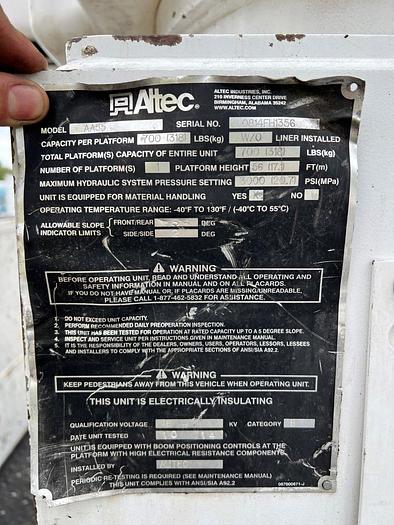 Altec®
ALTEC INDUSTRIES, INC.
210 INVERNESS CENTER DRIVE
BIRMINGHAM, ALABAMA 35242
WWW.ALTEC.COM
MODEL AA55 SERIAL NO. 0814FH1356
CAPACITY PER PLATFORM 700 (318) LBS(kg) W/O LINER INSTALLED
TOTAL PLATFORM(S) CAPACITY OF ENTIRE UNIT 700 (318) LBS(kg)
NUMBER OF PLATFORM(S) 1 PLATFORM HEIGHT 56 (17.1) FT(m)
MAXIMUM HYDRAULIC SYSTEM PRESSURE SETTING 3000 (20.7) PSI(MPa)
UNIT IS EQUIPPED FOR MATERIAL HANDLING YES X NO
OPERATING TEMPERATURE RANGE: -40°F TO 130°F / (-40°C TO 55°C)
ALLOWABLE SLOPE INDICATOR LIMITS
FRONT/REAR DEG
SIDE/SIDE DEG
WARNING
BEFORE OPERATING UNIT, READ AND UNDERSTAND ALL OPERATING AND
SAFETY INFORMATION IN MANUAL AND ON ALL PLACARDS.
IF YOU DO NOT HAVE MANUAL, OR, IF PLACARDS ARE MISSING/UNREADABLE,
PLEASE CALL 1-877-462-5832 FOR ASSISTANCE.
1. DO NOT EXCEED UNIT CAPACITY.
2. PERFORM RECOMMENDED DAILY PREOPERATION INSPECTION.
3. THIS UNIT HAS BEEN TESTED FOR OPERATION AT RATED CAPACITY UP TO A 5 DEGREE SLOPE.
4. INSPECT AND SERVICE UNIT PER INSTRUCTIONS GIVEN IN MAINTENANCE MANUAL.
5. IT IS THE RESPONSIBILITY OF THE DEALERS, OWNERS, USERS, OPERATORS, LESSORS, LESSEES
AND INSTALLERS TO COMPLY WITH THE APPROPRIATE SECTIONS OF ANSI/SIA A92.2.
WARNING
KEEP PEDESTRIANS AWAY FROM THIS VEHICLE WHEN OPERATING UNIT.
THIS UNIT IS ELECTRICALLY INSULATING
QUALIFICATION VOLTAGE KV CATEGORY
DATE UNIT TESTED
UNIT IS EQUIPPED WITH BOOM POSITIONING CONTROLS AT THE
PLATFORM WITH HIGH ELECTRICAL RESISTANCE COMPONENTS
INSTALLED BY
PERIODIC RE-TESTING IS REQUIRED (SEE MAINTENANCE MANUAL)
THIS UNIT COMPLIES WITH ANSI/SIA A92.2